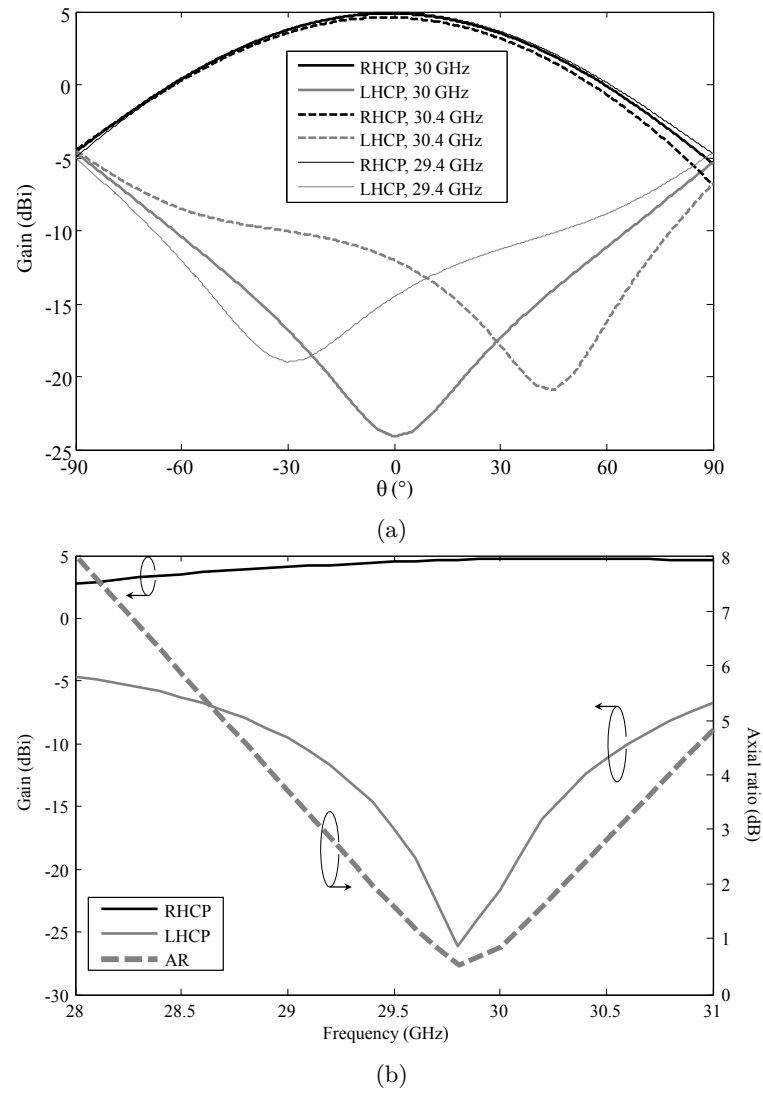 5
0
-5
-10
-15
-20
-25
Gain (dBi)
RHCP, 30 GHz
LHCP, 30 GHz
RHCP, 30.4 GHz
LHCP, 30.4 GHz
RHCP, 29.4 GHz
LHCP, 29.4 GHz
-90 -60 -30 0 30 60 90
θ (°)
(a)
5
0
-5
-10
-15
-20
-25
-30
Gain (dBi)
8
7
6
5
4
3
2
1
0
Axial ratio (dB)
RHCP
LHCP
AR
28 28.5 29 29.5 30 30.5 31
Frequency (GHz)
(b)